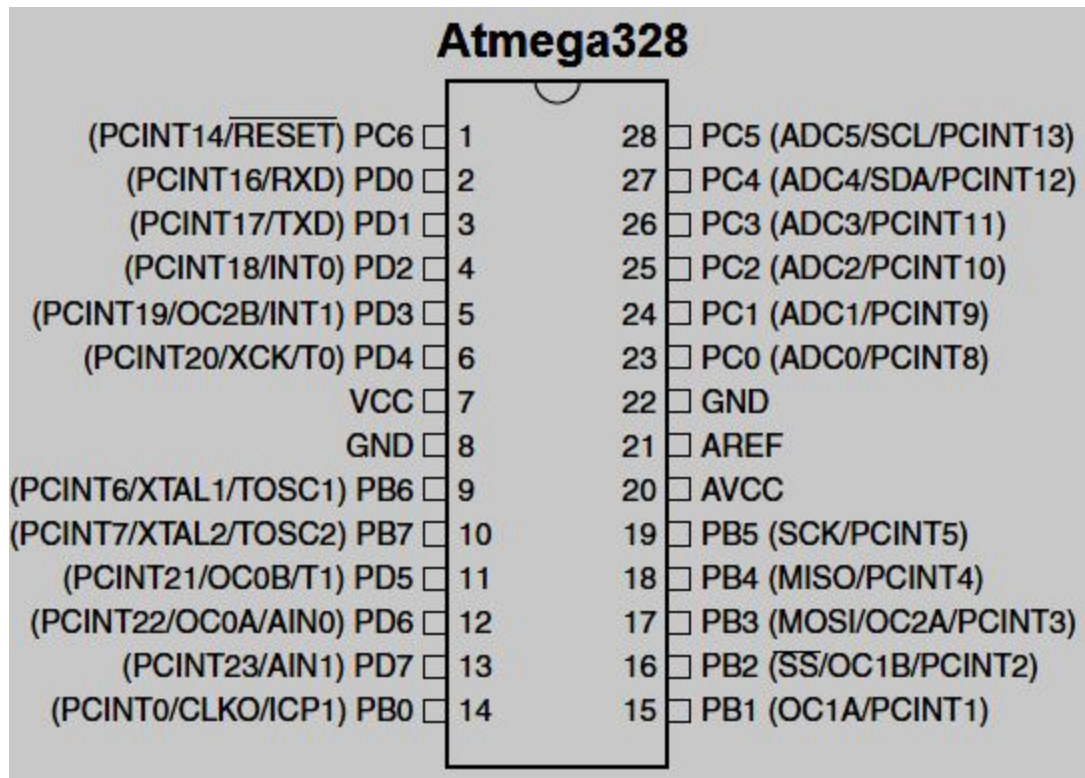 Atmega328
(PCINT14/RESET) PC6 1 28 PC5 (ADC5/SCL/PCINT13)
(PCINT16/RXD) PD0 2 27 PC4 (ADC4/SDA/PCINT12)
(PCINT17/TXD) PD1 3 26 PC3 (ADC3/PCINT11)
(PCINT18/INT0) PD2 4 25 PC2 (ADC2/PCINT10)
(PCINT19/OC2B/INT1) PD3 5 24 PC1 (ADC1/PCINT9)
(PCINT20/XCK/T0) PD4 6 23 PC0 (ADC0/PCINT8)
VCC 7 22 GND
GND 8 21 AREF
(PCINT6/XTAL1/TOSC1) PB6 9 20 AVCC
(PCINT7/XTAL2/TOSC2) PB7 10 19 PB5 (SCK/PCINT5)
(PCINT21/OC0B/T1) PD5 11 18 PB4 (MISO/PCINT4)
(PCINT22/OC0A/AIN0) PD6 12 17 PB3 (MOSI/OC2A/PCINT3)
(PCINT23/AIN1) PD7 13 16 PB2 (SS/OC1B/PCINT2)
(PCINT0/CLKO/ICP1) PB0 14 15 PB1 (OC1A/PCINT1)